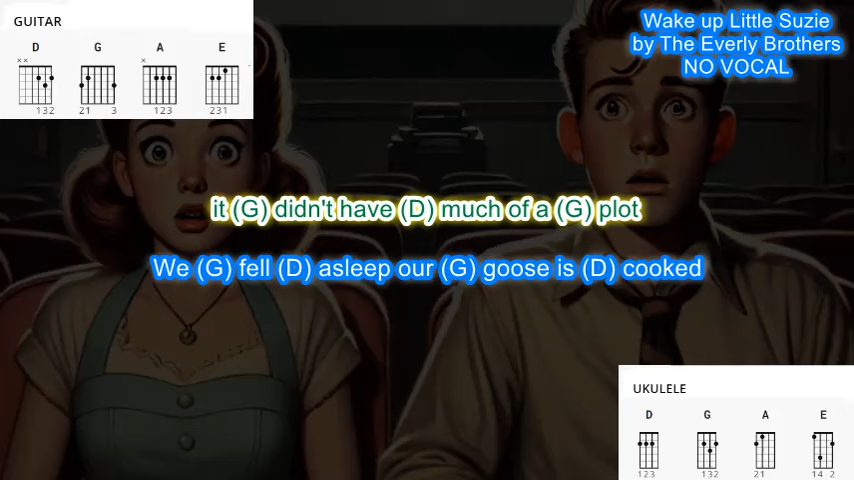 GUITAR
D G A E
×× ×
132 21 3 123 231
Wake up Little Suzie
by The Everly Brothers
NO VOCAL
it (G) didn't have (D) much of a (G) plot
We (G) fell (D) asleep our (G) goose is (D) cooked
UKULELE
D G A E
123 132 21 14 2